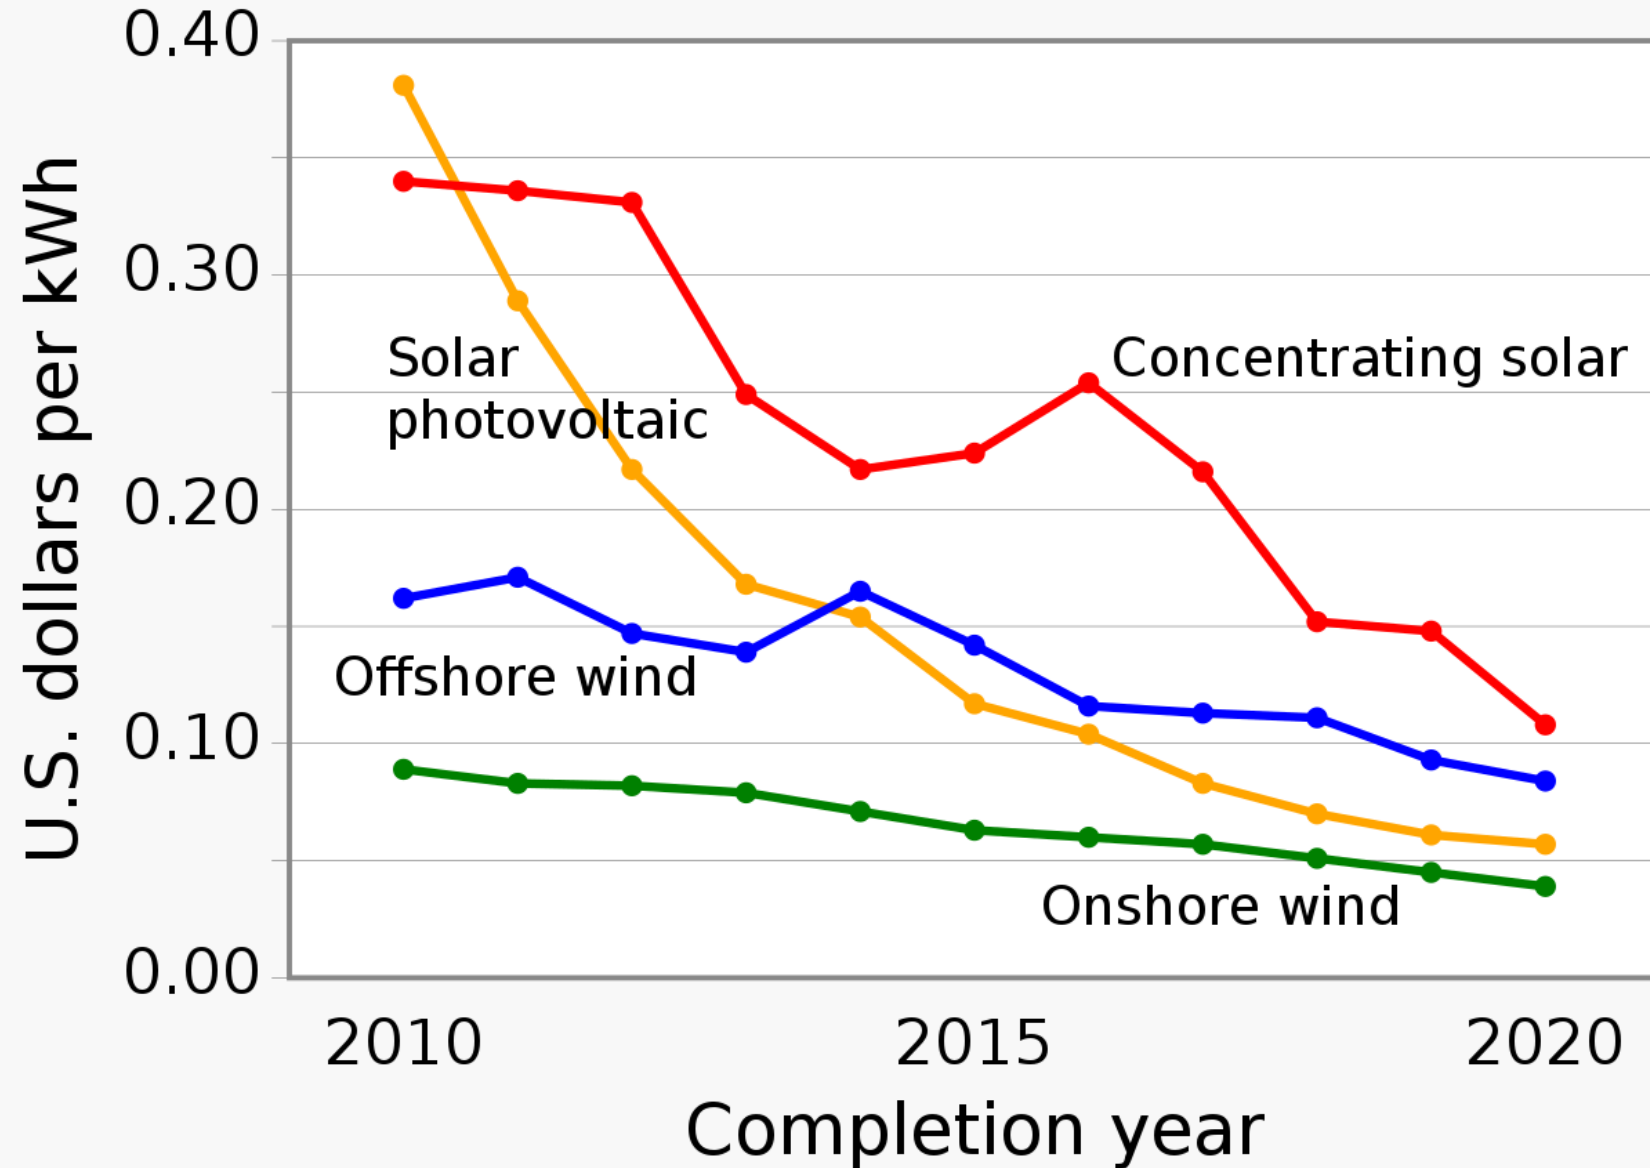 U.S. dollars per kWh
0.40
0.30
0.20
0.10
0.00
Solar
photovoltaic
Concentrating solar
Offshore wind
Onshore wind
2010
2015
2020
Completion year